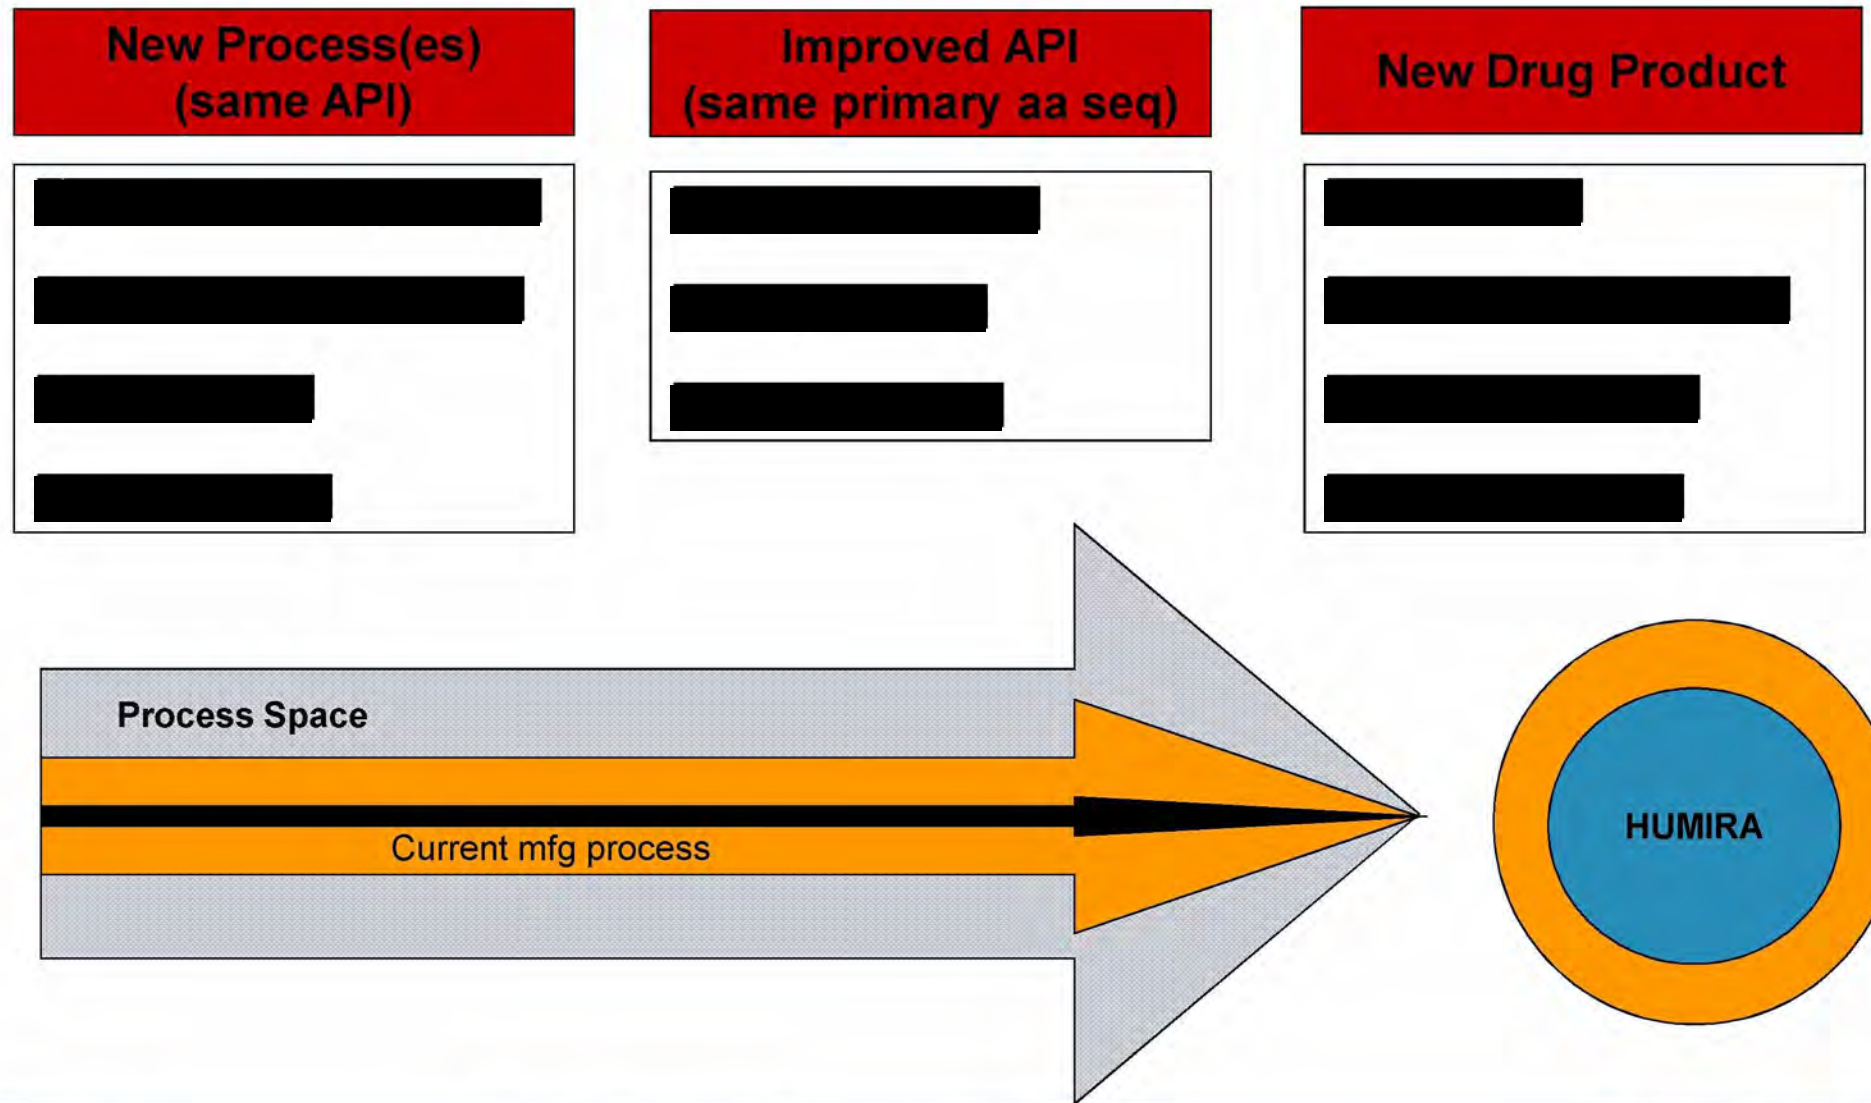 New Process(es)
(same API)
Improved API
(same primary aa seq)
New Drug Product
Process Space
Current mfg process
HUMIRA